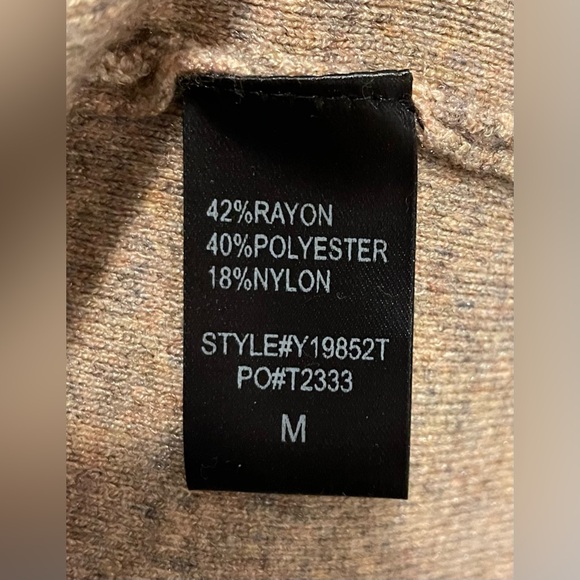 42%RAYON
40%POLYESTER
18%NYLON
STYLE#Y19852T
PO#T2333
M